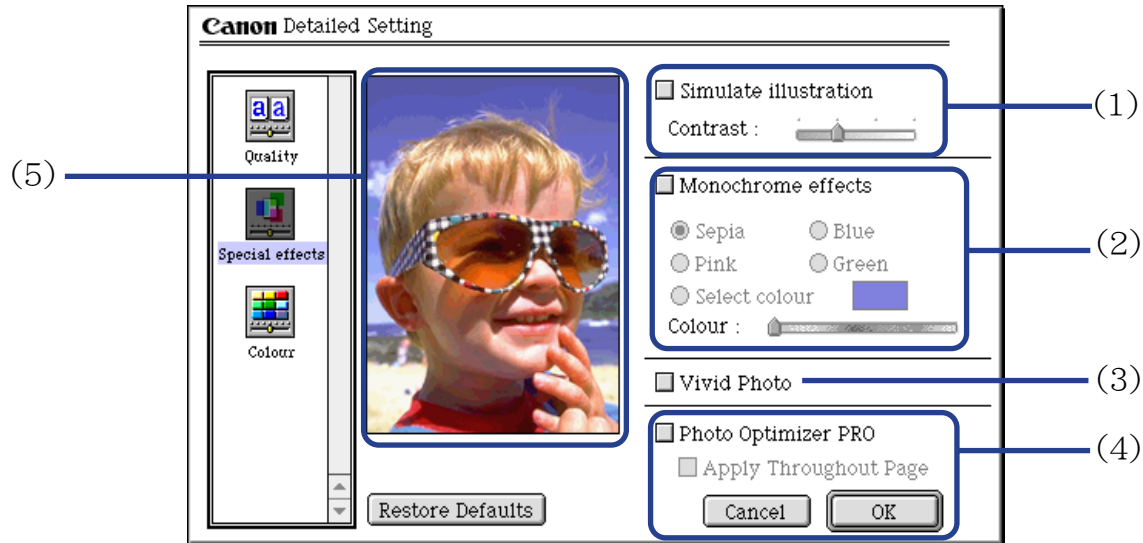 Canon Detailed Setting
Quality
Special effects
Colour
Restore Defaults
Simulate illustration
Contrast :
Monochrome effects
Sepia Blue
Pink Green
Select colour
Colour :
Vivid Photo
Photo Optimizer PRO
Apply Throughout Page
Cancel OK
(1)
(2)
(3)
(4)
(5)
a a